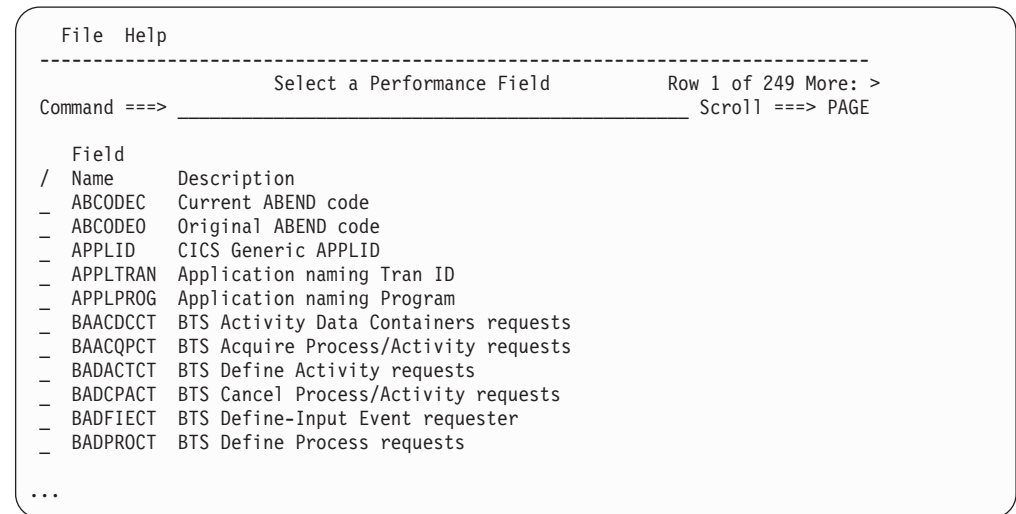 File Help
--------------------------------------------------------------------------------
Select a Performance Field Row 1 of 249 More: >
Command ===> ________________________________________________ Scroll ===> PAGE
Field
/ Name Description
_ ABCODEC Current ABEND code
_ ABCODEO Original ABEND code
_ APPLID CICS Generic APPLID
_ APPLTRAN Application naming Tran ID
_ APPLPROG Application naming Program
_ BAACDCCT BTS Activity Data Containers requests
_ BAACQPCT BTS Acquire Process/Activity requests
_ BADACTCT BTS Define Activity requests
_ BADCPACT BTS Cancel Process/Activity requests
_ BADFIECT BTS Define-Input Event requester
_ BADPROCT BTS Define Process requests
...